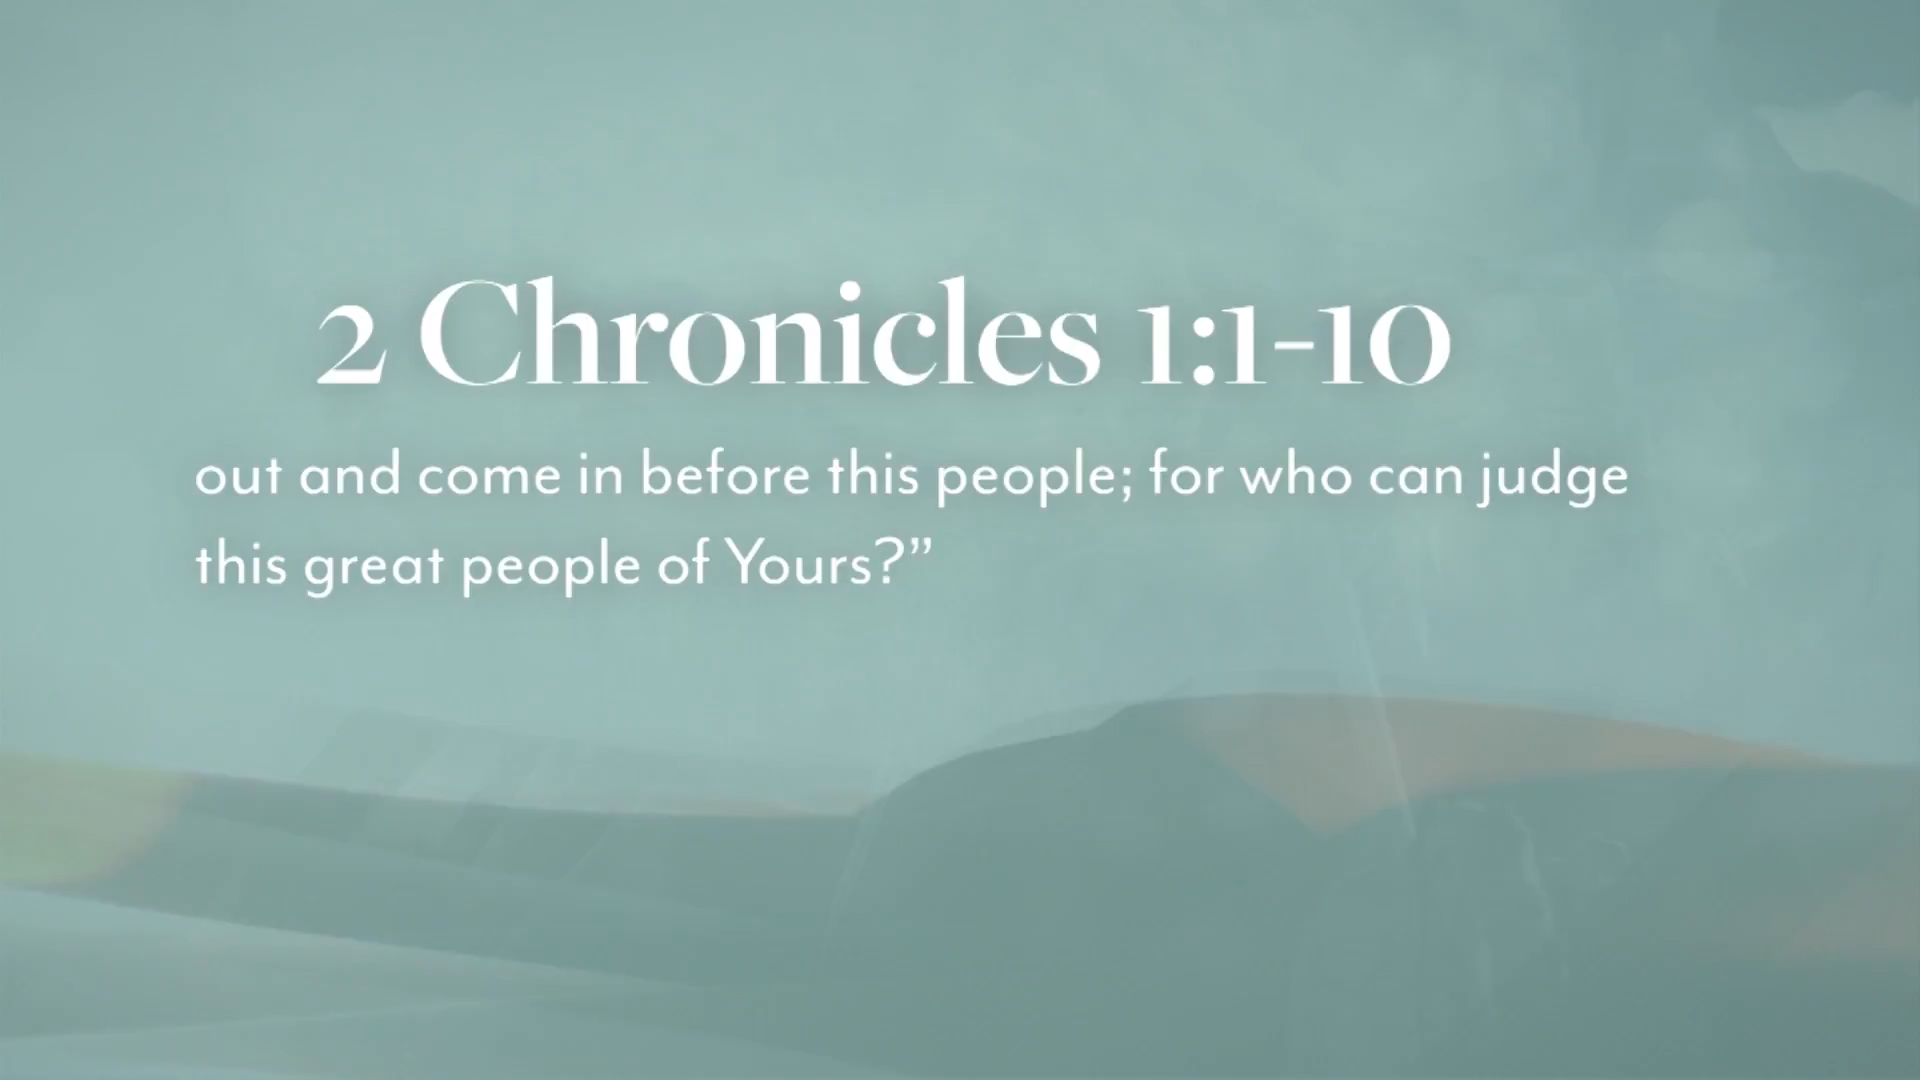 2 Chronicles 1:1-10
out and come in before this people; for who can judge
this great people of Yours?”